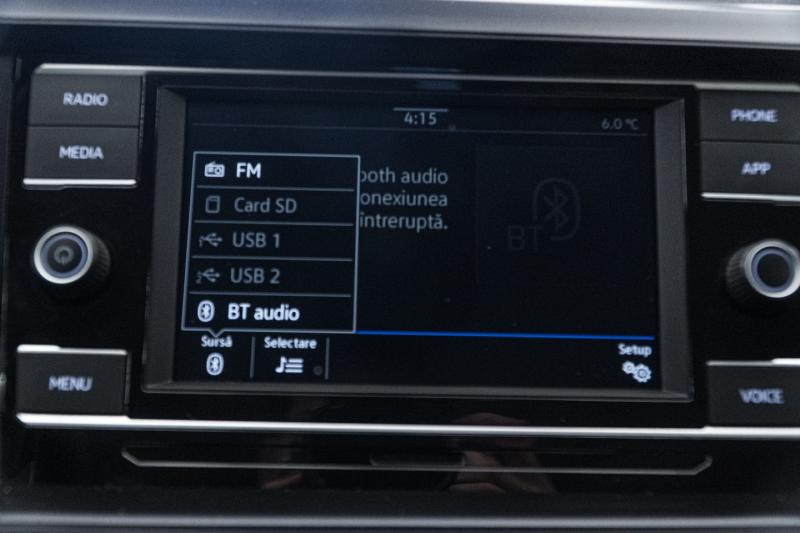 RADIO
MEDIA
MENU
4:15
6.0 °C
FM
Card SD
USB 1
USB 2
BT audio
ooth audio
onexiunea
întreruptă.
BT
Sursă
Selectare
Setup
PHONE
APP
VOICE